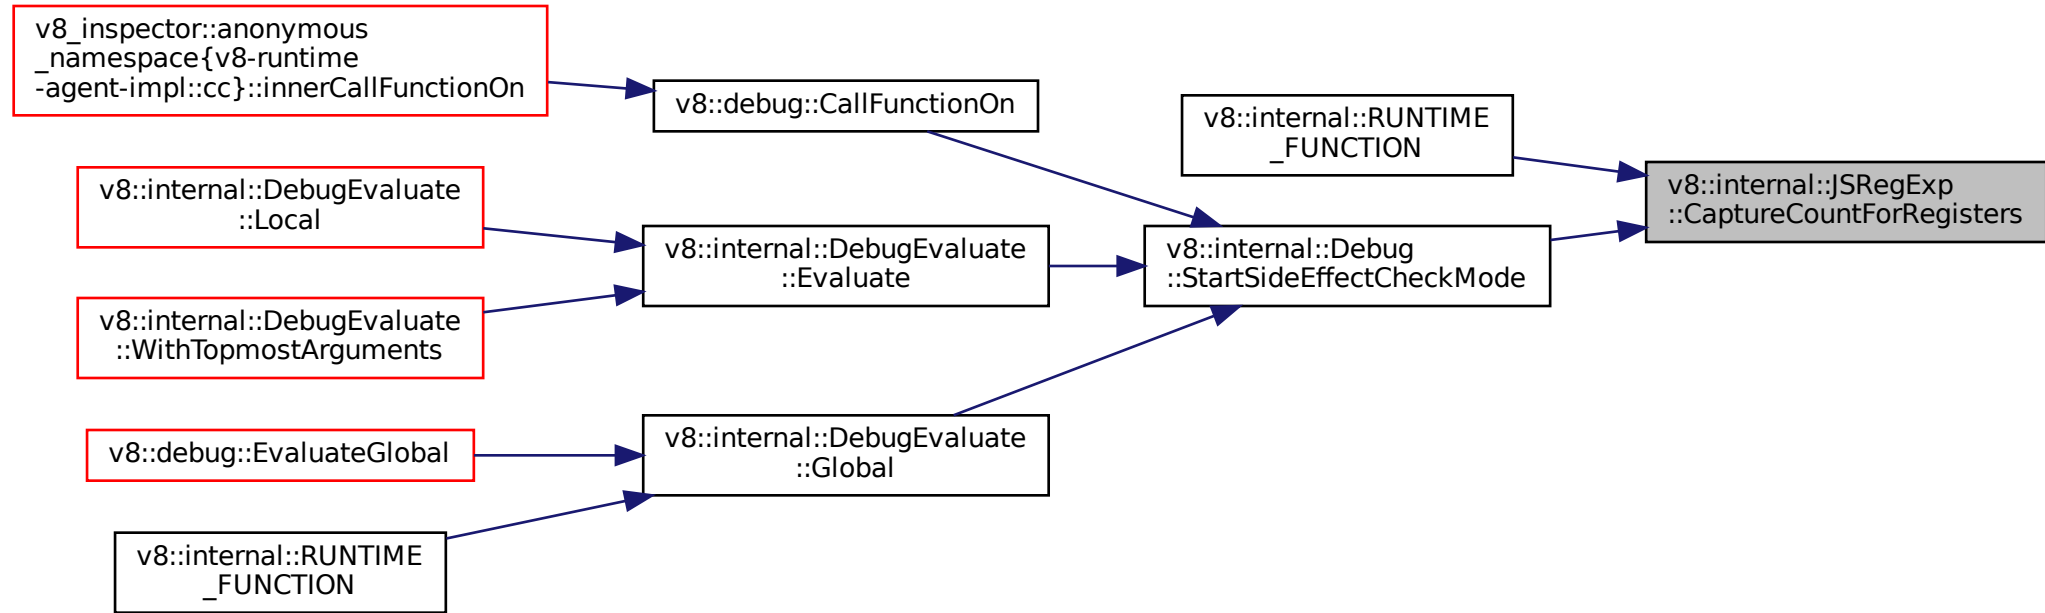 v8_inspector::anonymous
_namespace{v8-runtime
-agent-impl::cc}::innerCallFunctionOn
v8::debug::CallFunctionOn
v8::internal::RUNTIME
_FUNCTION
v8::internal::JSRegExp
::CaptureCountForRegisters
v8::internal::DebugEvaluate
::Local
v8::internal::DebugEvaluate
::Evaluate
v8::internal::Debug
::StartSideEffectCheckMode
v8::internal::DebugEvaluate
::WithTopmostArguments
v8::debug::EvaluateGlobal
v8::internal::DebugEvaluate
::Global
v8::internal::RUNTIME
_FUNCTION